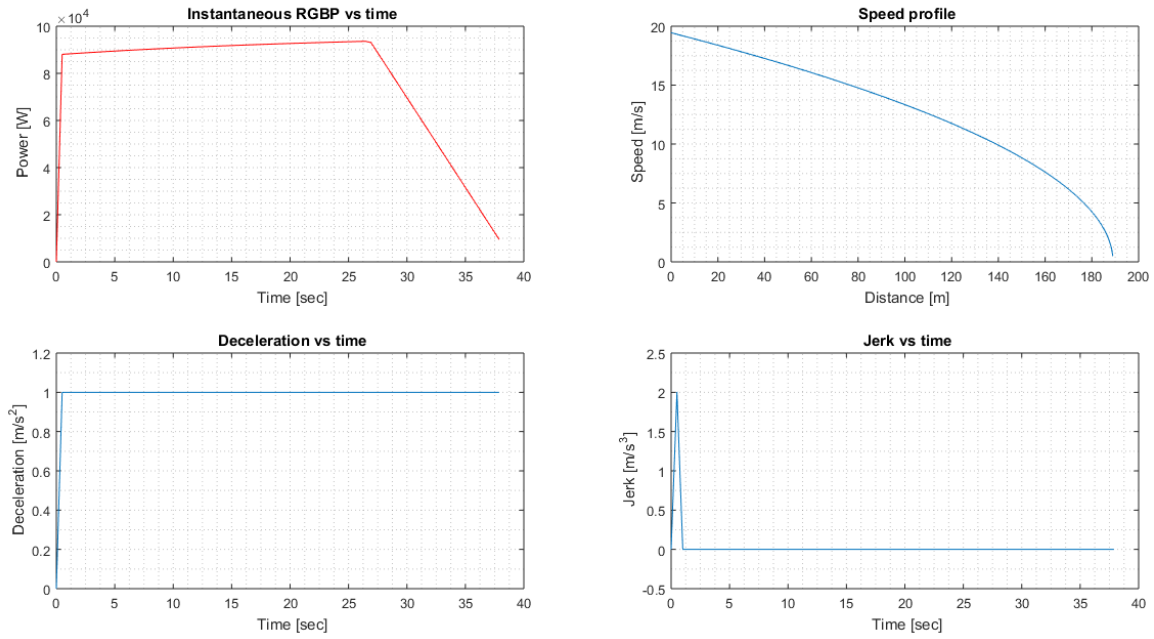 Instantaneous RGBP vs time
×10⁴
10
8
6
4
2
0
Power [W]
0 5 10 15 20 25 30 35 40
Time [sec]
Speed profile
20
15
10
5
0
Speed [m/s]
0 20 40 60 80 100 120 140 160 180 200
Distance [m]
Deceleration vs time
1.2
1
0.8
0.6
0.4
0.2
0
Deceleration [m/s²]
0 5 10 15 20 25 30 35 40
Time [sec]
Jerk vs time
2.5
2
1.5
1
0.5
0
-0.5
Jerk [m/s³]
0 5 10 15 20 25 30 35 40
Time [sec]